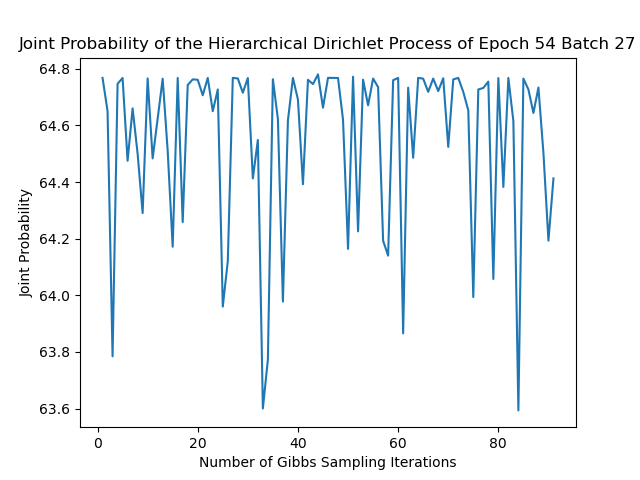 Joint Probability of the Hierarchical Dirichlet Process of Epoch 54 Batch 27
64.8
64.6
64.4
64.2
64.0
63.8
63.6
Joint Probability
0 20 40 60 80
Number of Gibbs Sampling Iterations